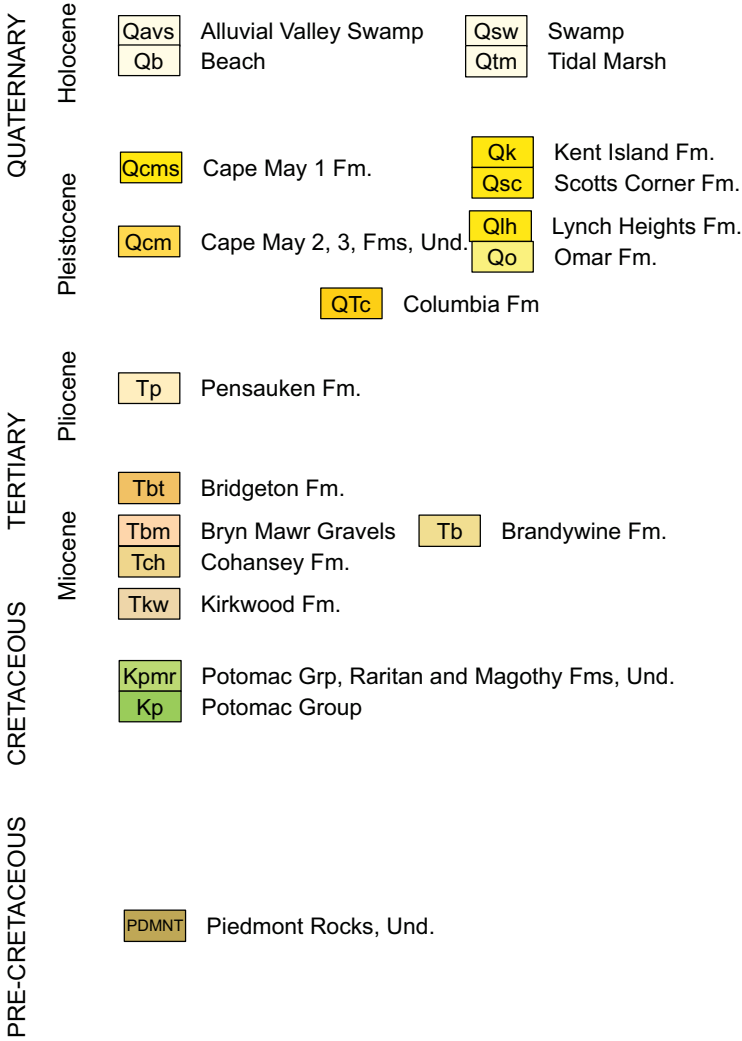 QUATERNARY
Holocene
Qavs Alluvial Valley Swamp Qsw Swamp
Qb Beach Qtm Tidal Marsh
Pleistocene
Qcms Cape May 1 Fm. Qk Kent Island Fm.
Qsc Scotts Corner Fm.
Qcm Cape May 2, 3, Fms, Und. Qlh Lynch Heights Fm.
Qo Omar Fm.
QTc Columbia Fm
TERTIARY
Pliocene
Tp Pensauken Fm.
Miocene
Tbt Bridgeton Fm.
Tbm Bryn Mawr Gravels Tb Brandywine Fm.
Tch Cohansey Fm.
Tkw Kirkwood Fm.
CRETACEOUS
Kpmr Potomac Grp, Raritan and Magothy Fms, Und.
Kp Potomac Group
PRE-CRETACEOUS
PDMNT Piedmont Rocks, Und.